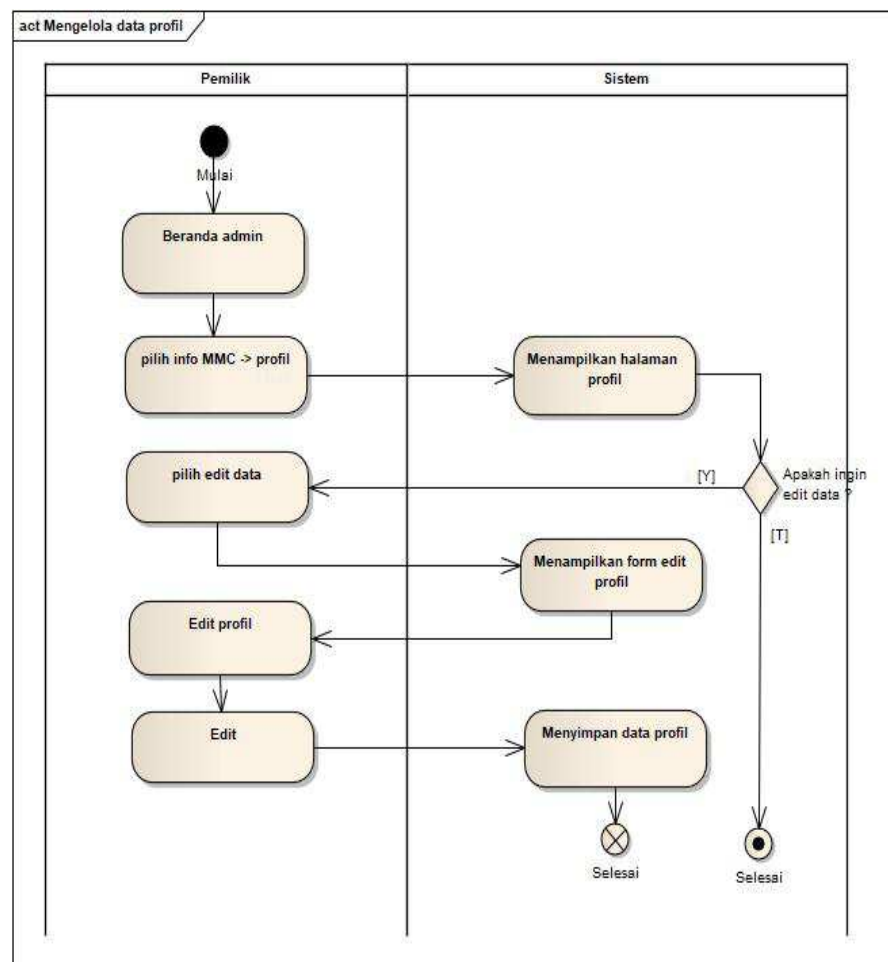 act Mengelola data profil
Pemilik
Sistem
Mulai
Beranda admin
pilih info MMC -> profil
Menampilkan halaman
profil
pilih edit data
[Y]
Apakah ingin
edit data ?
[T]
Menampilkan form edit
profil
Edit profil
Edit
Menyimpan data profil
Selesai
Selesai